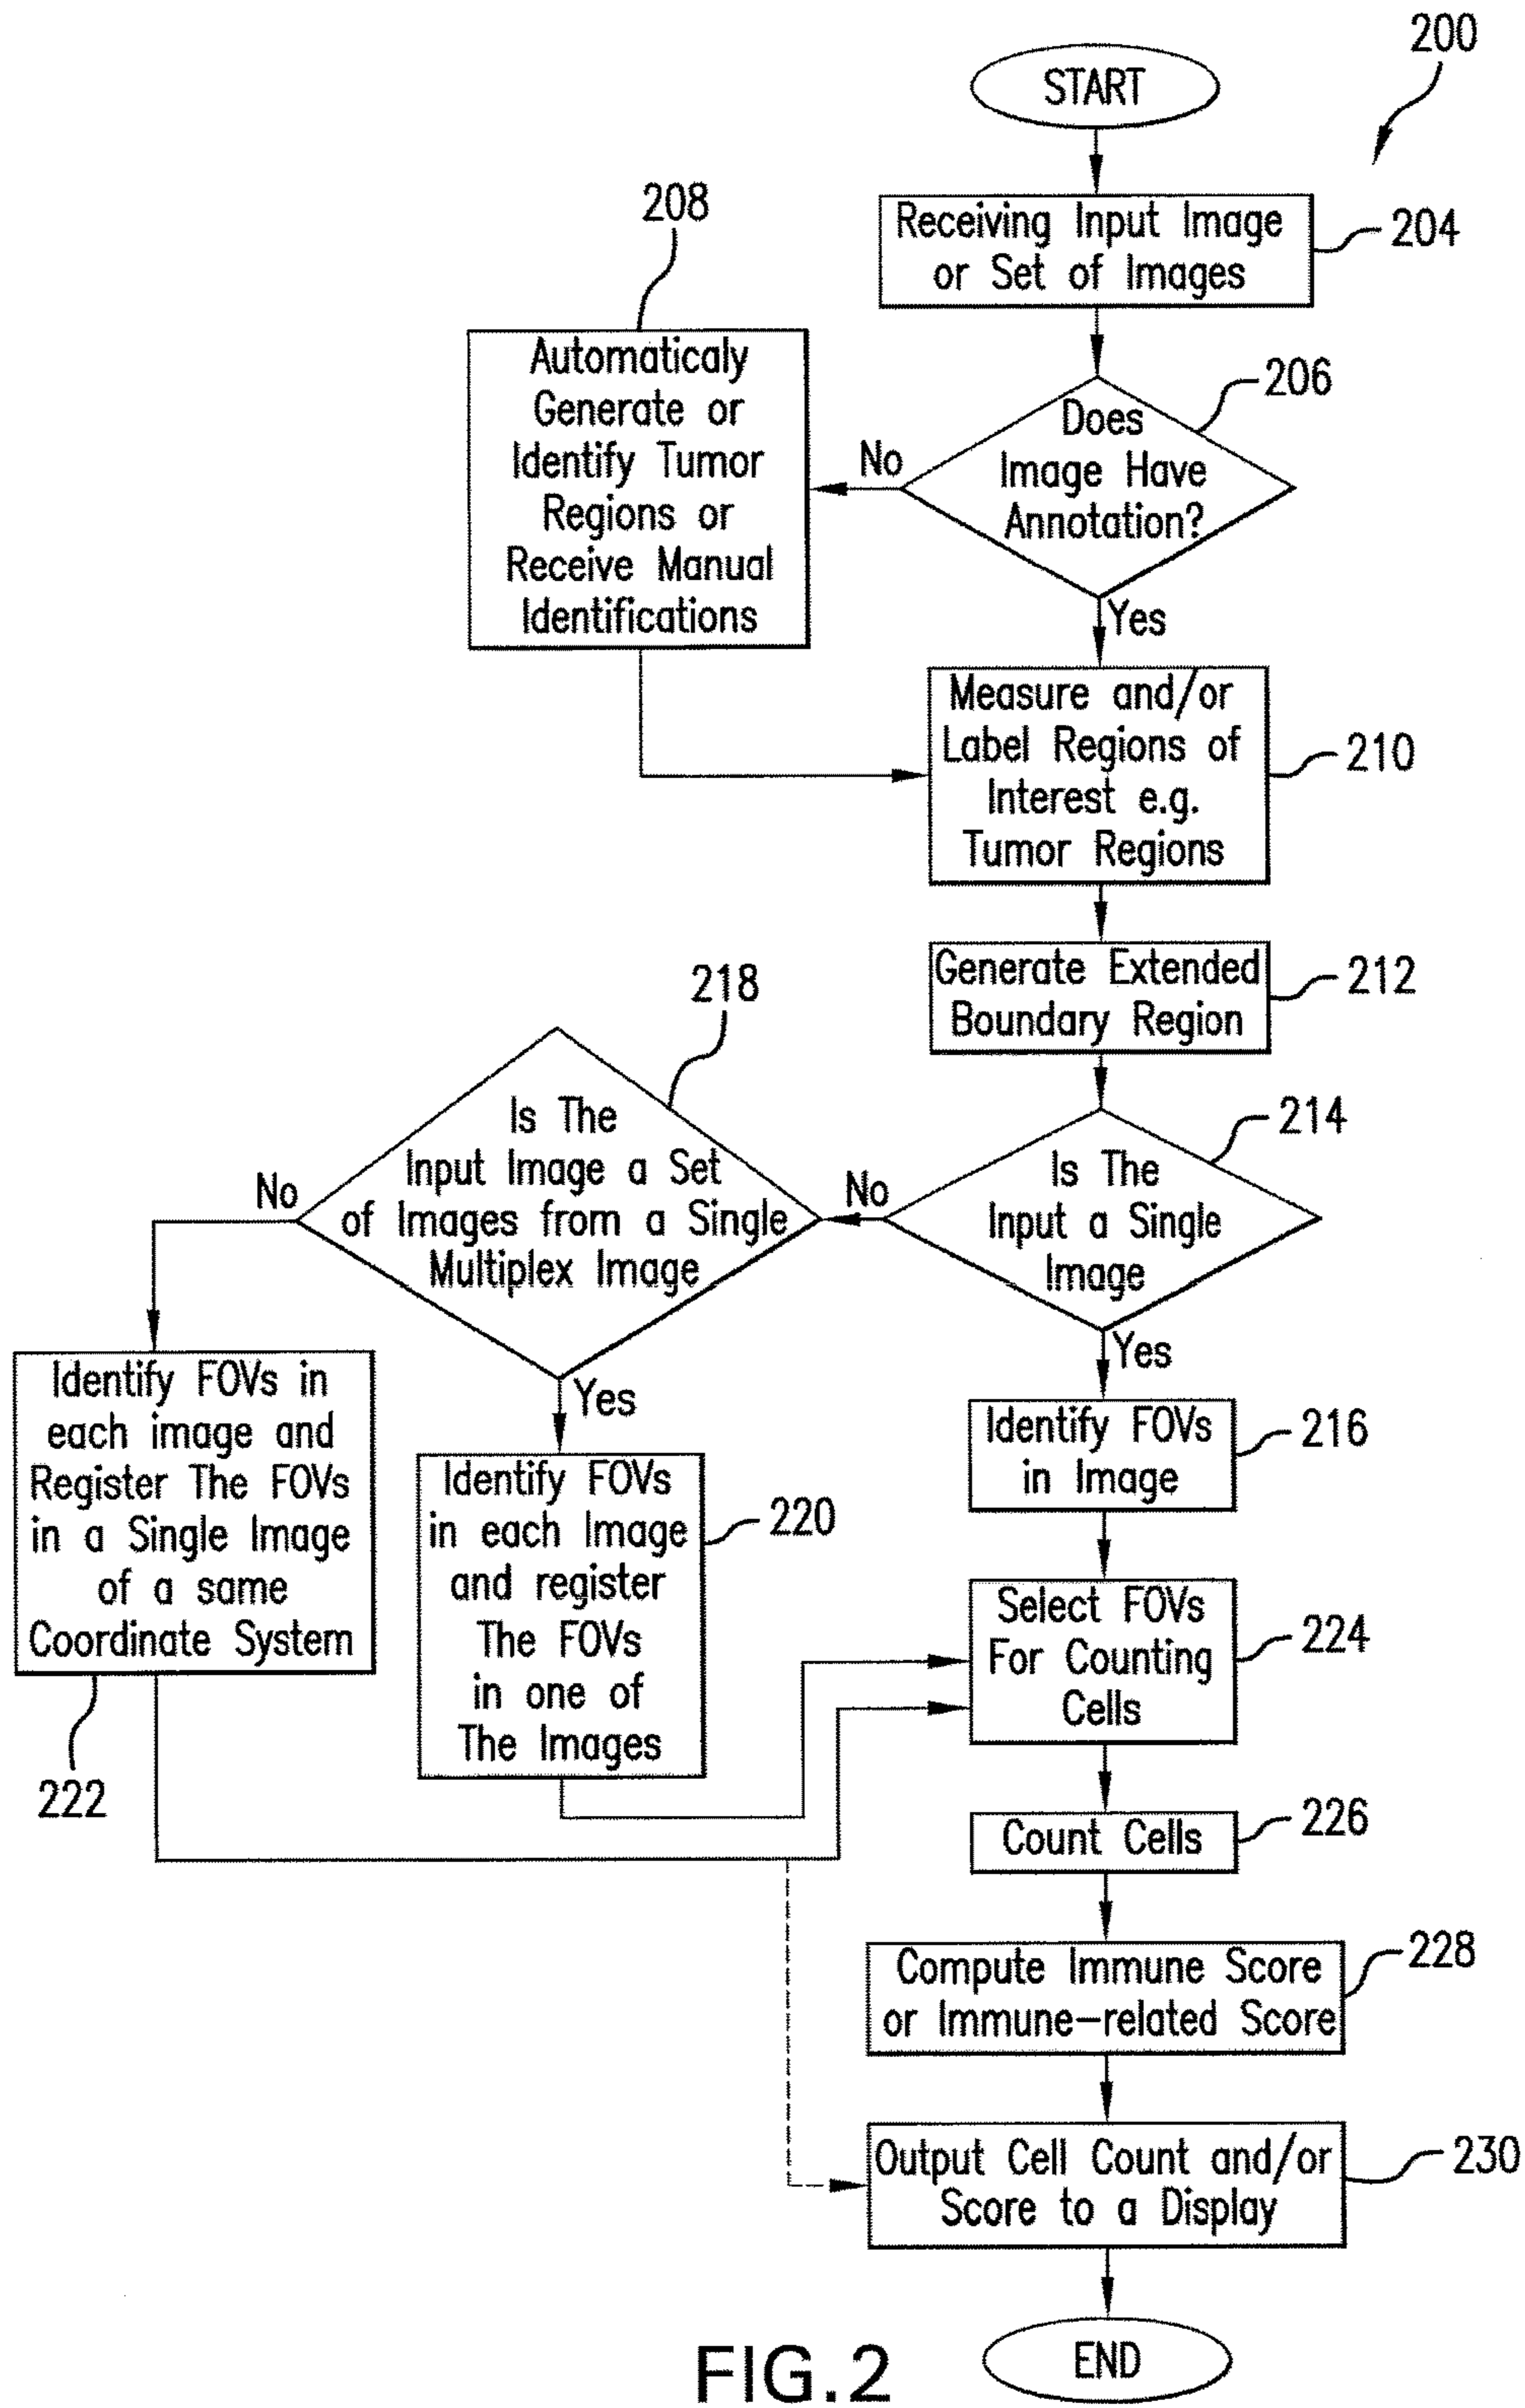 200
START
Receiving Input Image
or Set of Images
204
208
Automaticaly
Generate or
Identify Tumor
Regions or
Receive Manual
Identifications
206
Does
Image Have
Annotation?
No
Yes
Measure and/or
Label Regions of
Interest e.g.
Tumor Regions
210
Generate Extended
Boundary Region
212
218
Is The
Input Image a Set
of Images from a Single
Multiplex Image
No
Yes
214
Is The
Input a Single
Image
No
Yes
Identify FOVs in
each image and
Register The FOVs
in a Single Image
of a same
Coordinate System
222
Identify FOVs
in each Image
and register
The FOVs
in one of
The Images
220
Identify FOVs
in Image
216
Select FOVs
For Counting
Cells
224
Count Cells
226
Compute Immune Score
or Immune-related Score
228
Output Cell Count and/or
Score to a Display
230
END
FIG.2